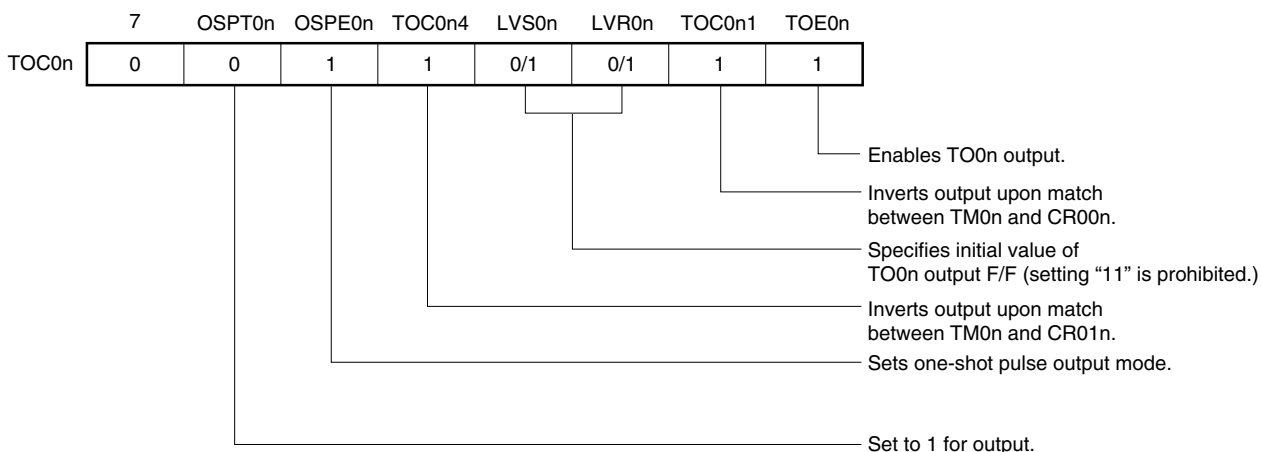 7 OSPT0n OSPE0n TOC0n4 LVS0n LVR0n TOC0n1 TOE0n
TOC0n 0 0 1 1 0/1 0/1 1 1
Enables TO0n output.
Inverts output upon match
between TM0n and CR00n.
Specifies initial value of
TO0n output F/F (setting “11” is prohibited.)
Inverts output upon match
between TM0n and CR01n.
Sets one-shot pulse output mode.
Set to 1 for output.